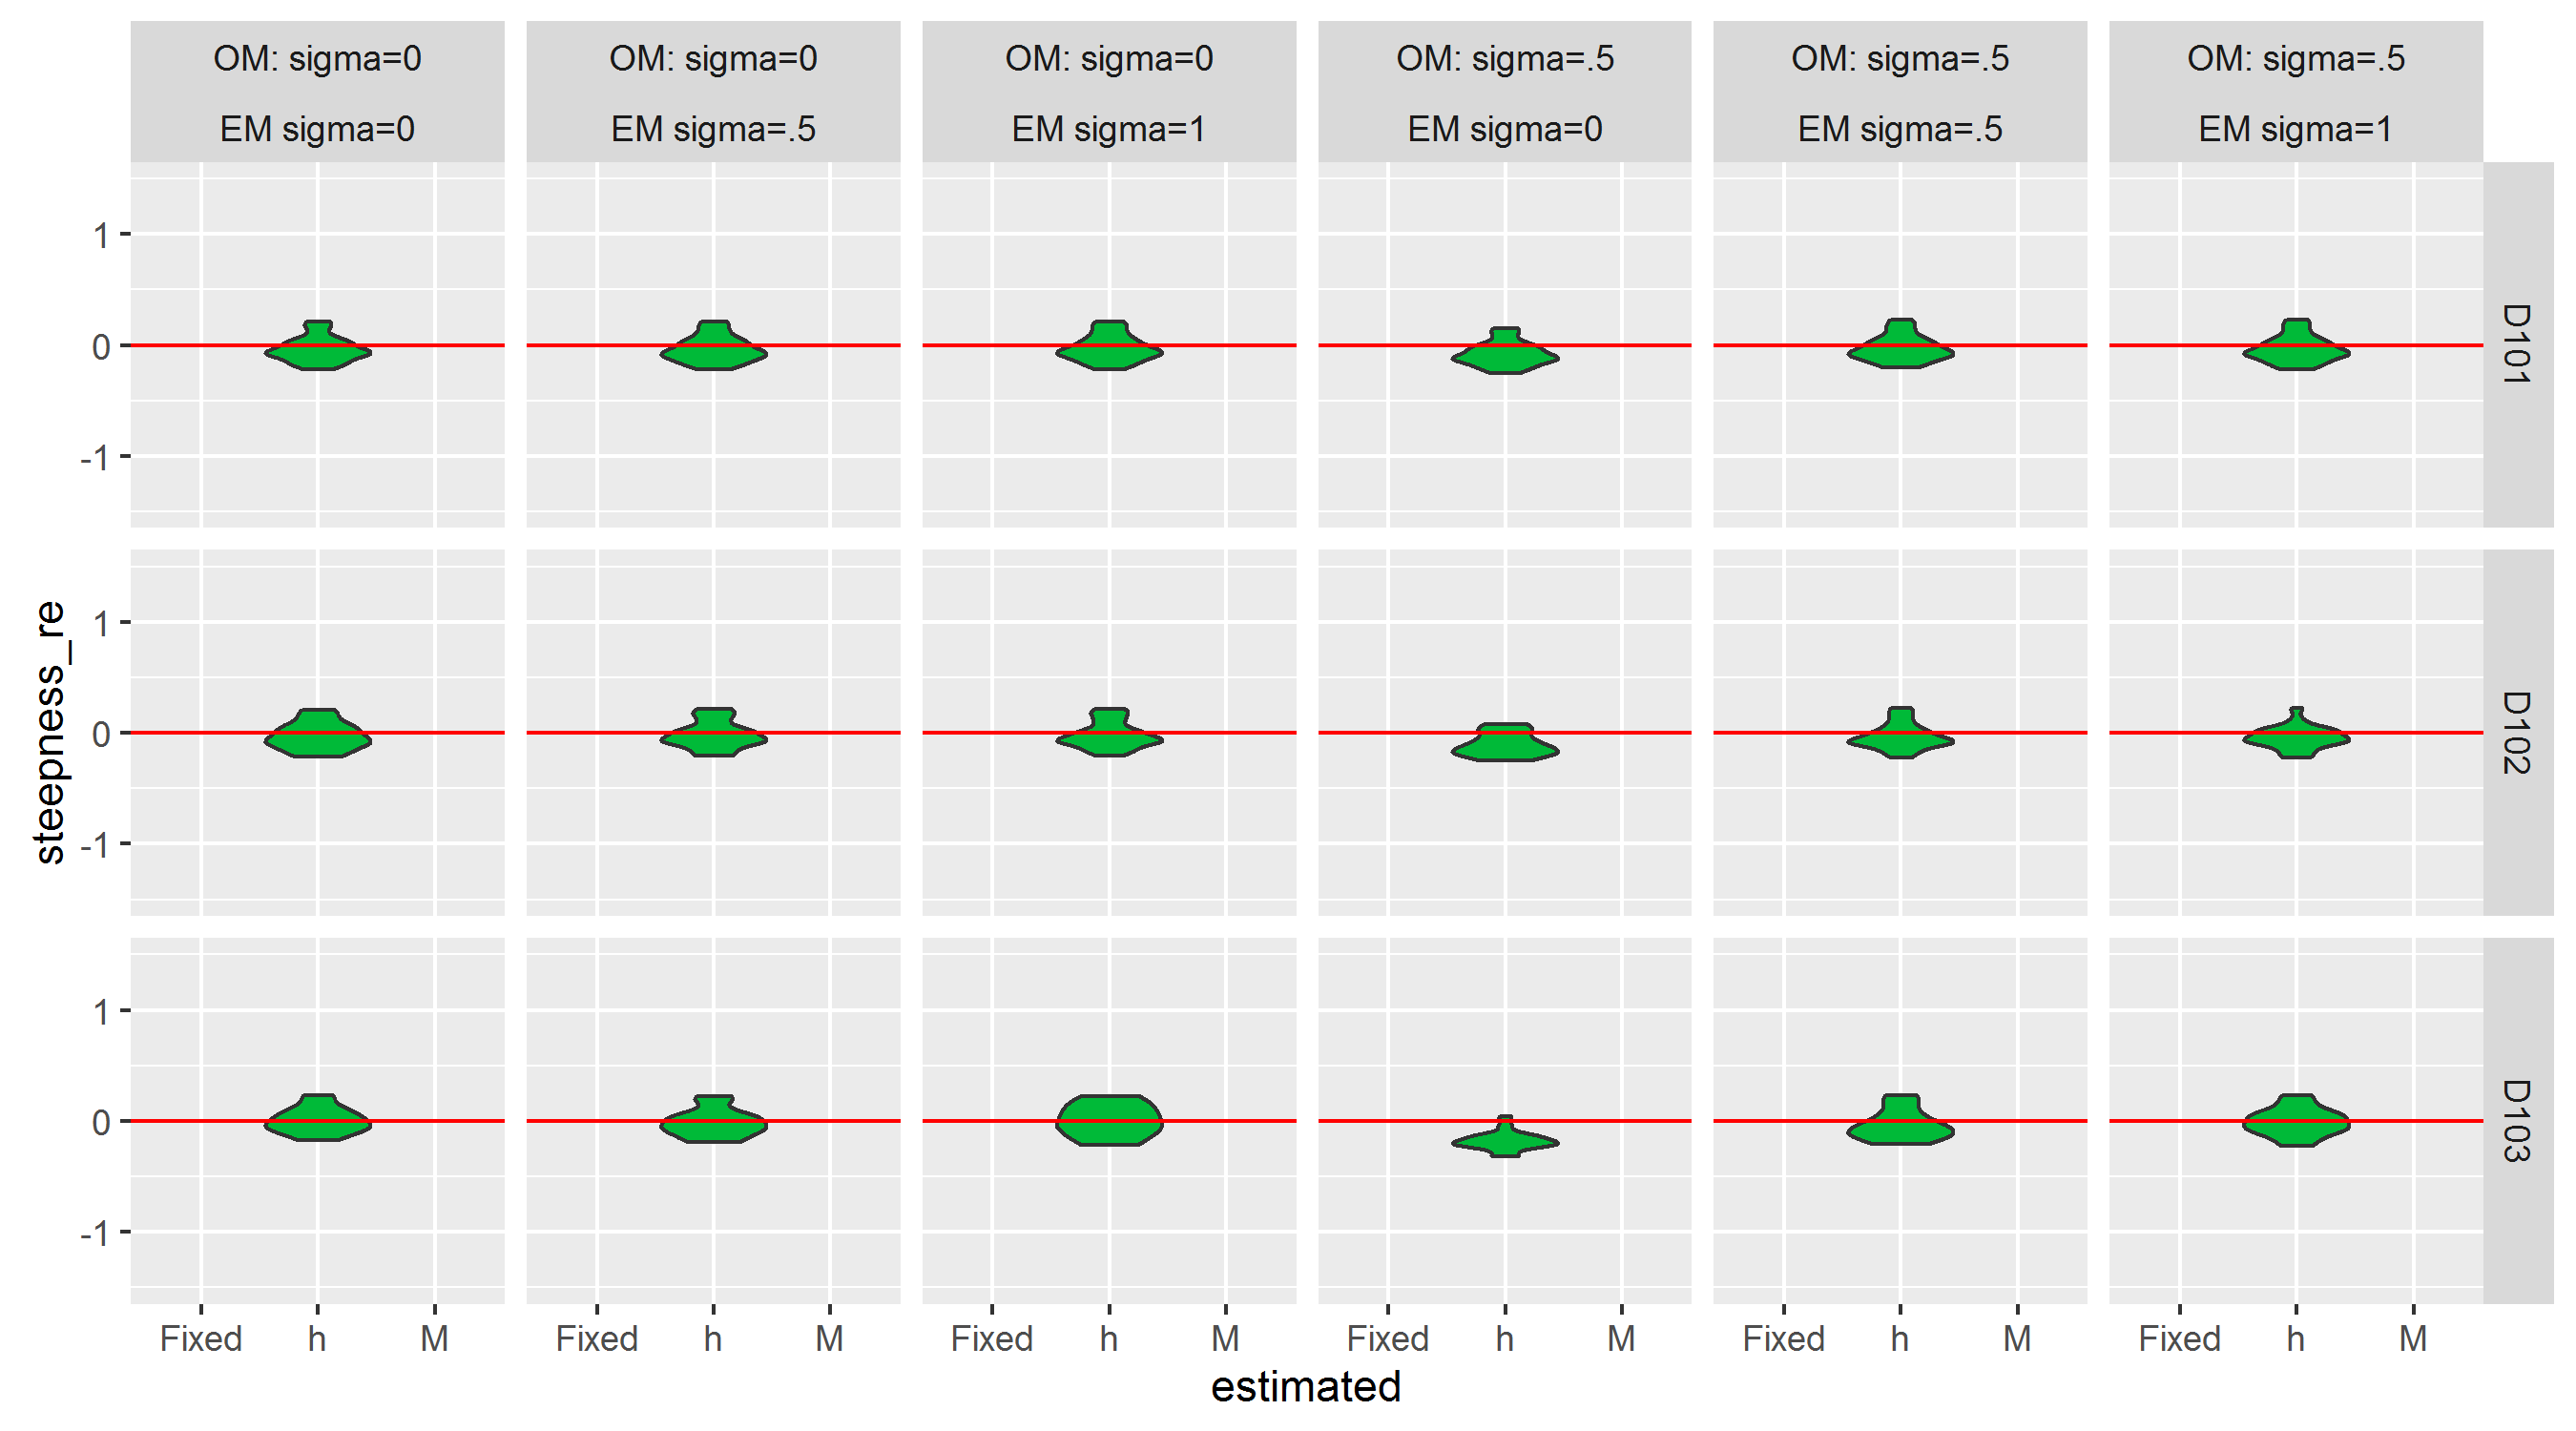 OM: sigma=0 OM: sigma=0 OM: sigma=0 OM: sigma=.5 OM: sigma=.5 OM: sigma=.5
EM sigma=0 EM sigma=.5 EM sigma=1 EM sigma=0 EM sigma=.5 EM sigma=1
1
0
-1
D101
steepness_re
1
0
-1
D102
1
0
-1
D103
Fixed h M Fixed h M Fixed h M Fixed h M Fixed h M Fixed h M
estimated